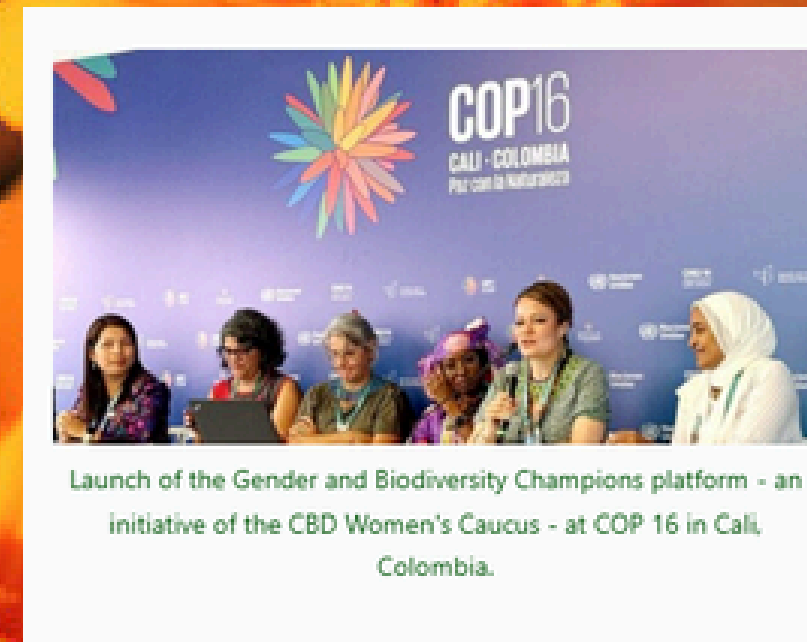 COP16
CALI - COLOMBIA
Paz con la Naturaleza
Launch of the Gender and Biodiversity Champions platform - an
initiative of the CBD Women's Caucus - at COP 16 in Cali,
Colombia.